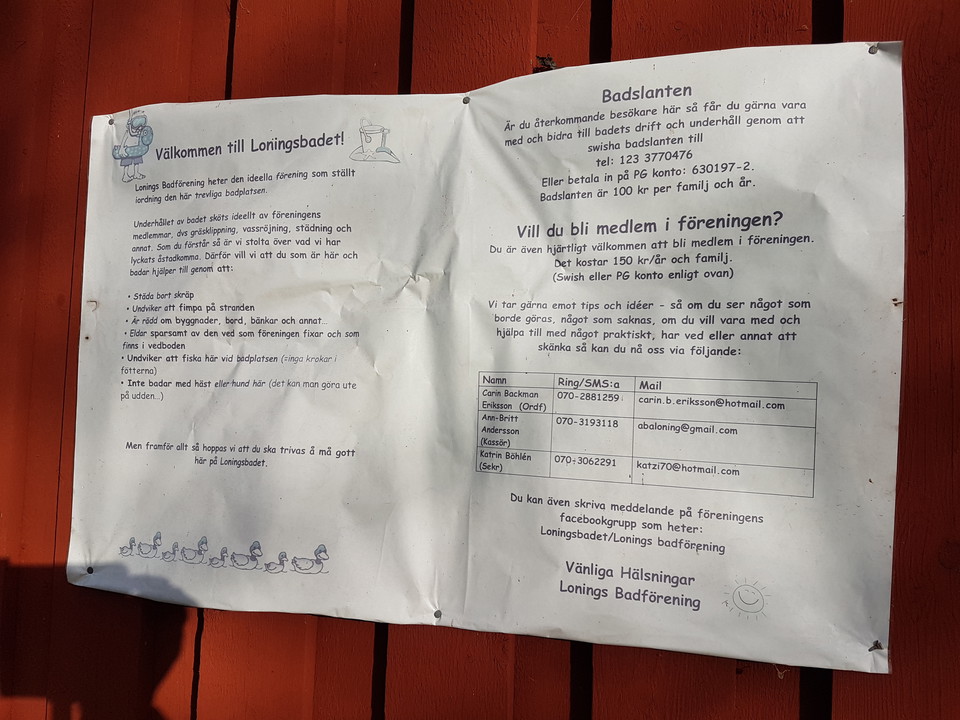 Välkommen till Loningsbadet!
Lonings Badförening heter den ideella förening som ställt
iordning den här trevliga badplatsen.
Underhållet av badet sköts ideellt av föreningens
medlemmar, dvs gräsklippning, vassröjning, städning och
annat. Som du förstår så är vi stolta över vad vi har
lyckats åstadkomma. Därför vill vi att du som är här och
badar hjälper till genom att:
• Städa bort skräp
• Undviker att fimpa på stranden
• Är rädd om byggnader, bord, bänkar och annat...
• Eldar sparsamt av den ved som föreningen fixar och som
finns i vedboden
• Undviker att fiska här vid badplatsen (=inga krokar i
fötterna)
• Inte badar med häst eller hund här (det kan man göra ute
på udden...)
Men framför allt så hoppas vi att du ska trivas å må gott
här på Loningsbadet.
Badslanten
Är du återkommande besökare här så får du gärna vara
med och bidra till badets drift och underhåll genom att
swisha badslanten till
tel: 123 3770476
Eller betala in på PG konto: 630197-2.
Badslanten är 100 kr per familj och år.
Vill du bli medlem i föreningen?
Du är även hjärtligt välkommen att bli medlem i föreningen.
Det kostar 150 kr/år och familj.
(Swish eller PG konto enligt ovan)
Vi tar gärna emot tips och idéer - så om du ser något som
borde göras, något som saknas, om du vill vara med och
hjälpa till med något praktiskt, har ved eller annat att
skänka så kan du nå oss via följande:
Namn Ring/SMS:a Mail
Carin Backman 070-2881259 carin.b.eriksson@hotmail.com
Eriksson (Ordf)
Ann-Britt 070-3193118 abaloning@gmail.com
Andersson
(Kassör)
Katrin Böhlén 070-3062291 katzi70@hotmail.com
(Sekr)
Du kan även skriva meddelande på föreningens
facebookgrupp som heter:
Loningsbadet/Lonings badförening
Vänliga Hälsningar
Lonings Badförening